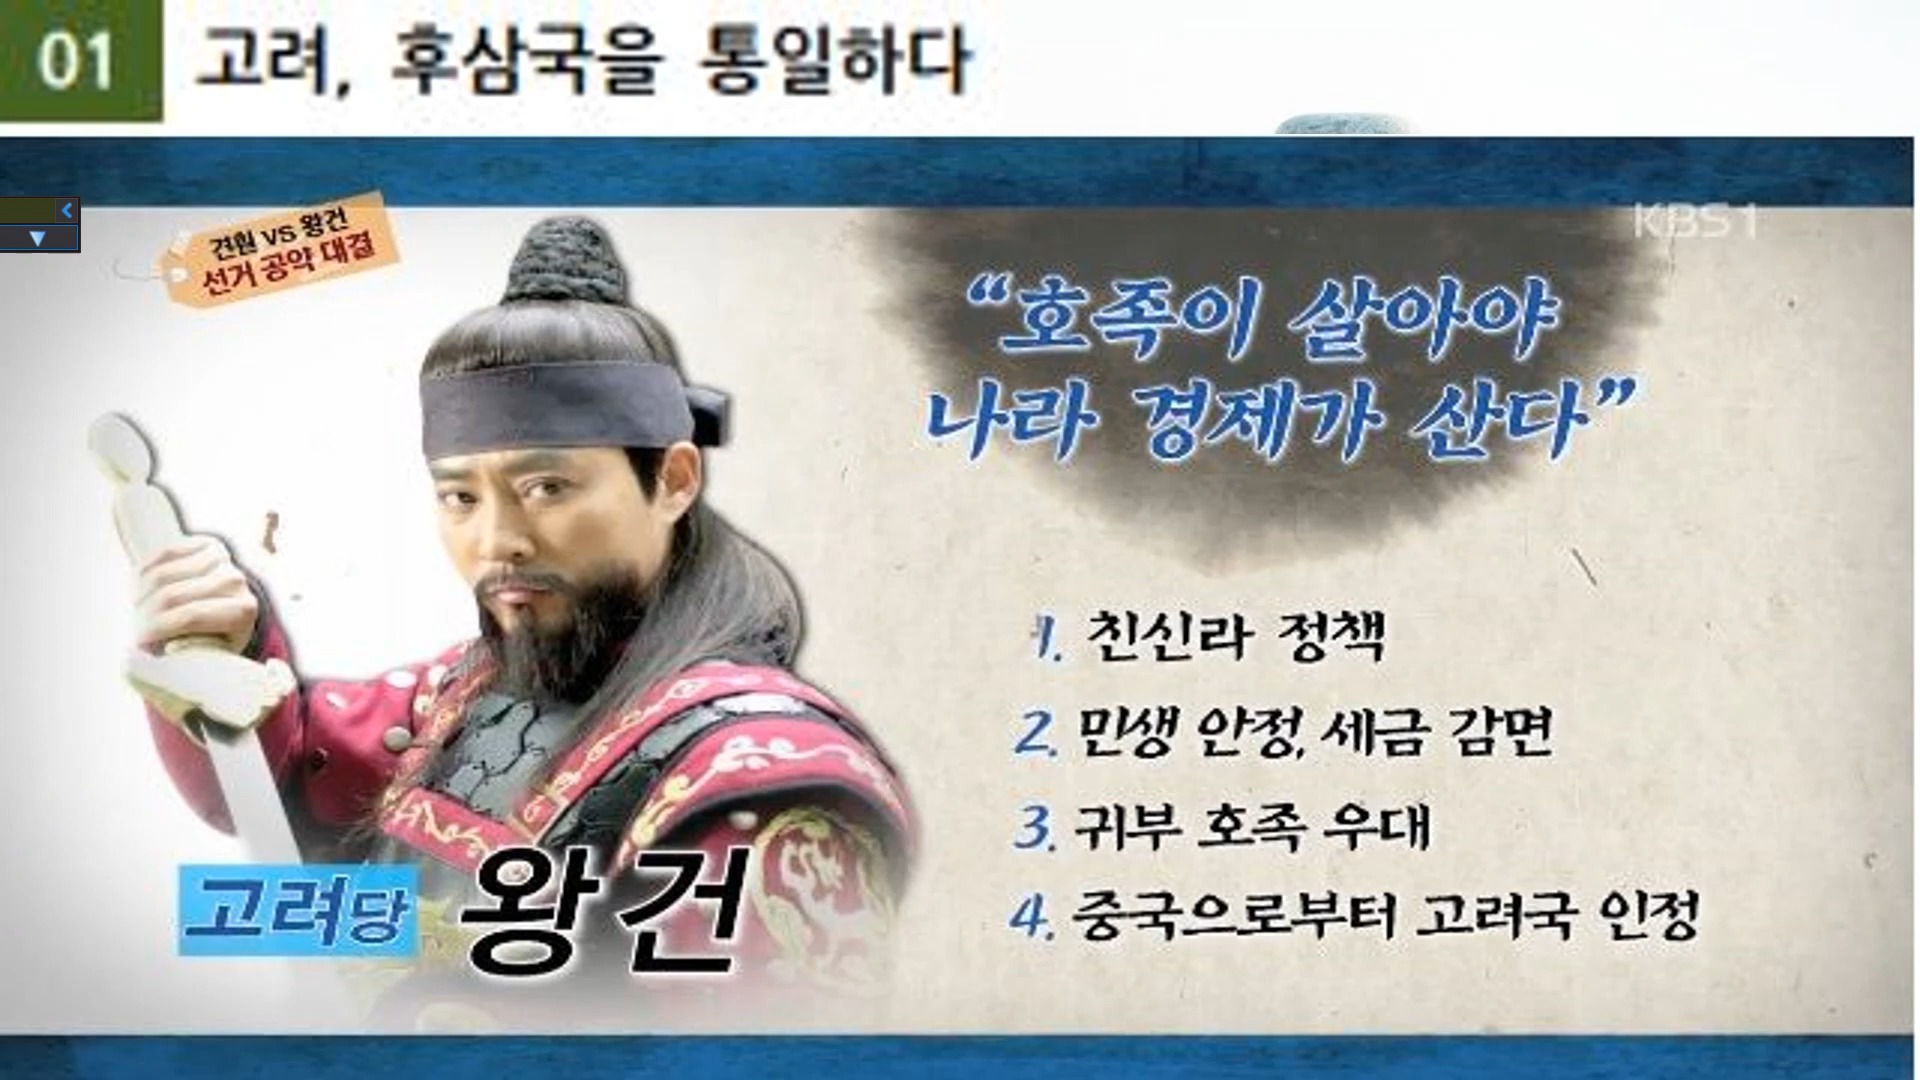 01 고려, 후삼국을 통일하다
견훤 VS 왕건
선거 공약 대결
KBS 1
“호족이 살아야
나라 경제가 산다”
1. 친신라 정책
2. 민생 안정, 세금 감면
3. 귀부 호족 우대
4. 중국으로부터 고려국 인정
고려당 왕건